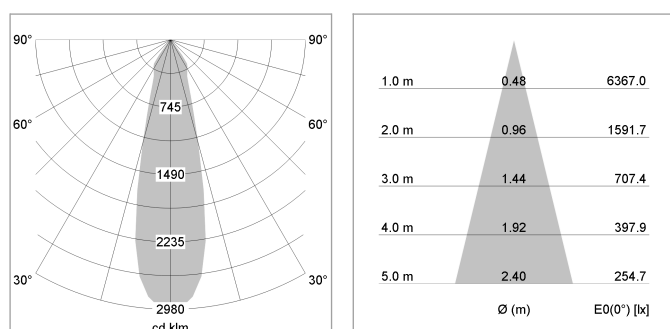 90° 90°
745
60° 60°
1490
2235
30° 30°
2980
cd klm
1.0 m 0.48 6367.0
2.0 m 0.96 1591.7
3.0 m 1.44 707.4
4.0 m 1.92 397.9
5.0 m 2.40 254.7
Ø (m) E0(0°) [lx]